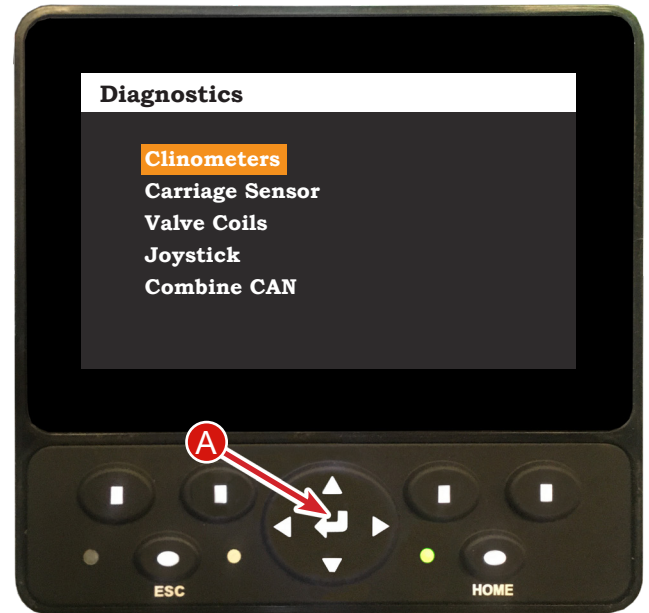 Diagnostics
Clinometers
Carriage Sensor
Valve Coils
Joystick
Combine CAN
A
ESC
HOME